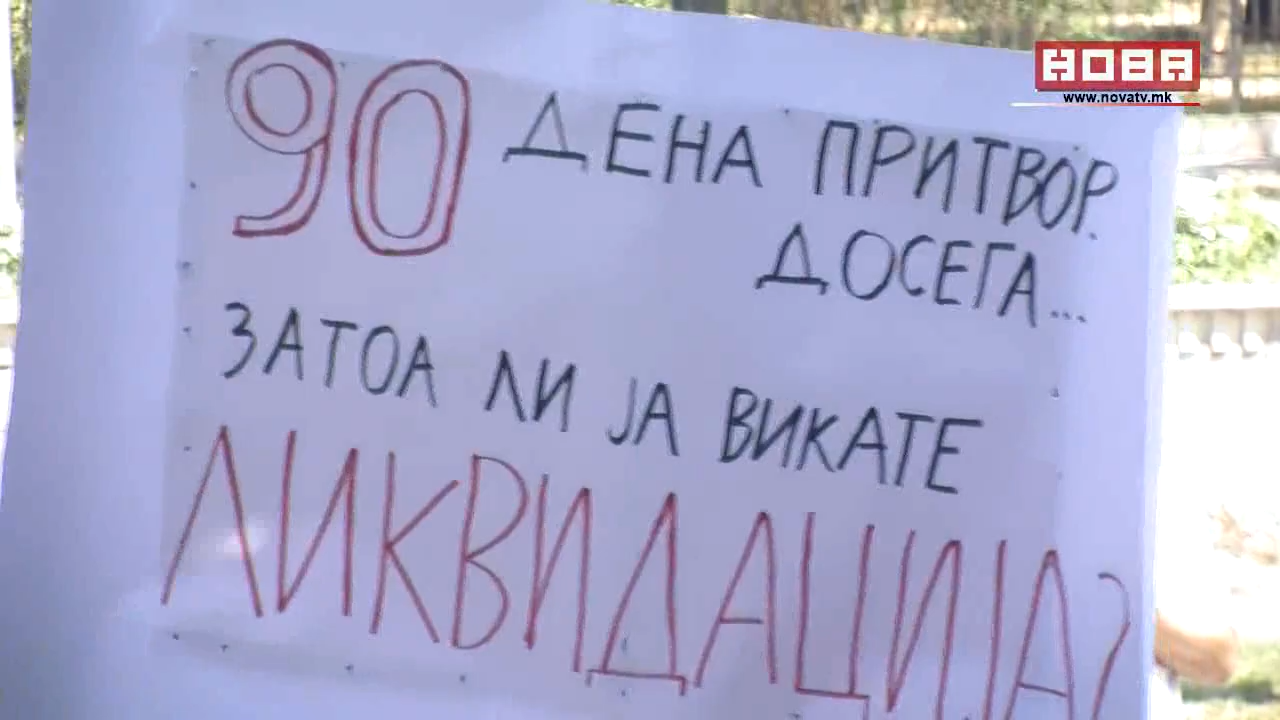 НОВА
www.novatv.mk
90 ДЕНА ПРИТВОР
ДОСЕГА...
ЗАТОА ЛИ ЈА ВИКАТЕ
ЛИКВИДАЦИЈА?